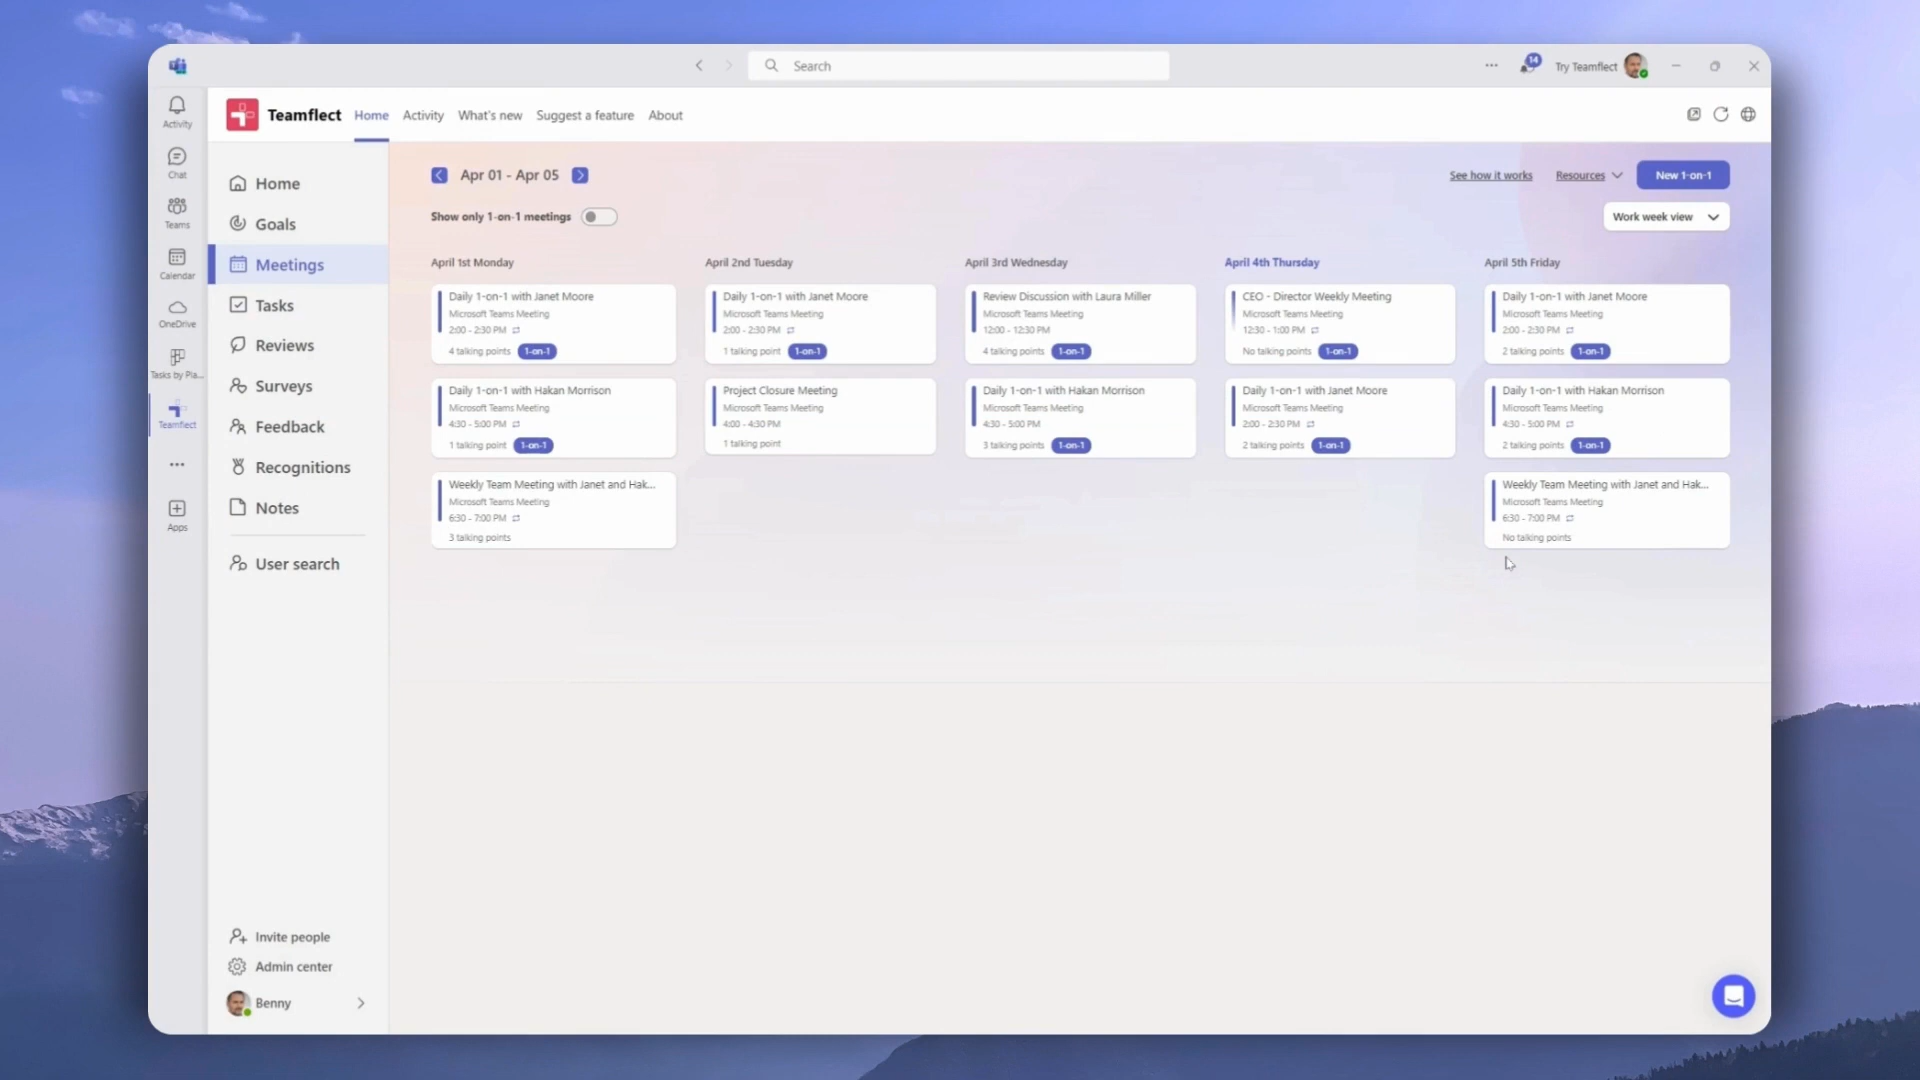 Search
14
Try Teamflect
Activity
Chat
Teams
Calendar
OneDrive
Tasks by Pla...
Teamflect
Apps
Teamflect
Home
Activity
What's new
Suggest a feature
About
Home
Goals
Meetings
Tasks
Reviews
Surveys
Feedback
Recognitions
Notes
User search
Invite people
Admin center
Benny
Apr 01 - Apr 05
See how it works
Resources
New 1-on-1
Show only 1-on-1 meetings
Work week view
April 1st Monday
Daily 1-on-1 with Janet Moore
Microsoft Teams Meeting
2:00 - 2:30 PM
4 talking points 1-on-1
Daily 1-on-1 with Hakan Morrison
Microsoft Teams Meeting
4:30 - 5:00 PM
1 talking point 1-on-1
Weekly Team Meeting with Janet and Hak...
Microsoft Teams Meeting
6:30 - 7:00 PM
3 talking points
April 2nd Tuesday
Daily 1-on-1 with Janet Moore
Microsoft Teams Meeting
2:00 - 2:30 PM
1 talking point 1-on-1
Project Closure Meeting
Microsoft Teams Meeting
4:00 - 4:30 PM
1 talking point
April 3rd Wednesday
Review Discussion with Laura Miller
Microsoft Teams Meeting
12:00 - 12:30 PM
4 talking points 1-on-1
Daily 1-on-1 with Hakan Morrison
Microsoft Teams Meeting
4:30 - 5:00 PM
3 talking points 1-on-1
April 4th Thursday
CEO - Director Weekly Meeting
Microsoft Teams Meeting
12:30 - 1:00 PM
No talking points 1-on-1
Daily 1-on-1 with Janet Moore
Microsoft Teams Meeting
2:00 - 2:30 PM
2 talking points 1-on-1
April 5th Friday
Daily 1-on-1 with Janet Moore
Microsoft Teams Meeting
2:00 - 2:30 PM
2 talking points 1-on-1
Daily 1-on-1 with Hakan Morrison
Microsoft Teams Meeting
4:30 - 5:00 PM
2 talking points 1-on-1
Weekly Team Meeting with Janet and Hak...
Microsoft Teams Meeting
6:30 - 7:00 PM
No talking points